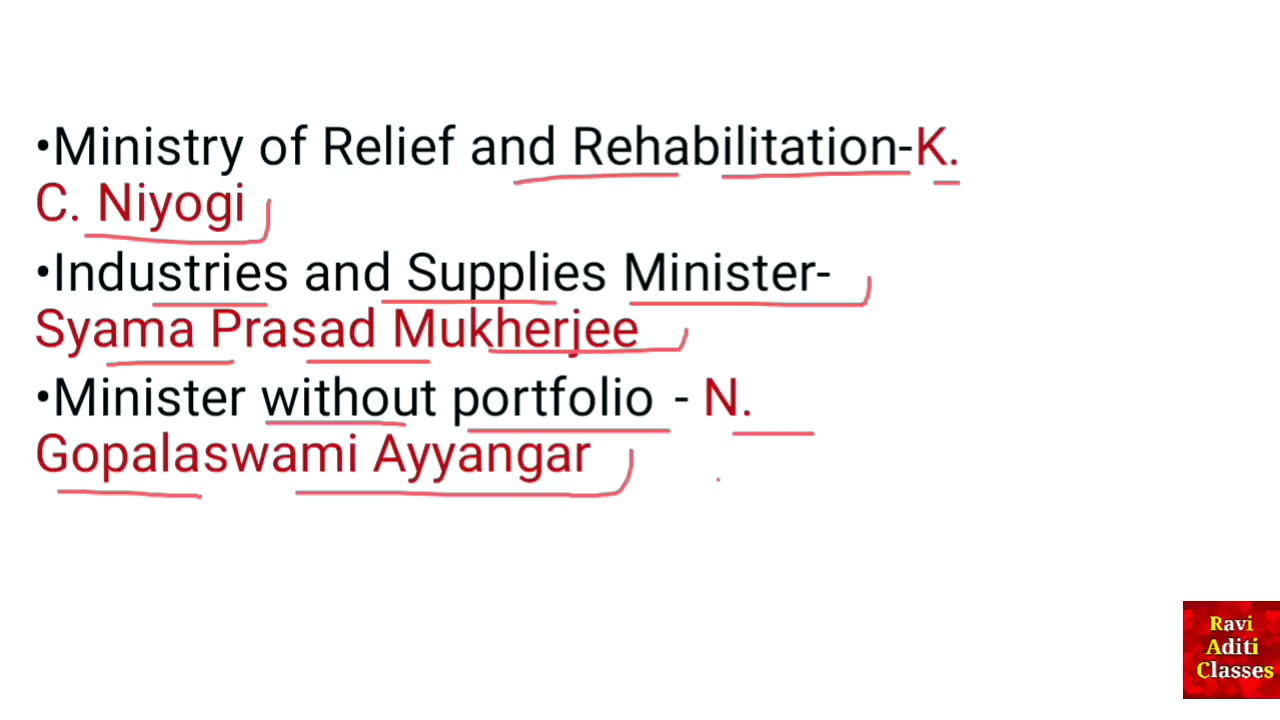 •Ministry of Relief and Rehabilitation-K.
C. Niyogi
•Industries and Supplies Minister-
Syama Prasad Mukherjee
•Minister without portfolio - N.
Gopalaswami Ayyangar
Ravi
Aditi
Classes